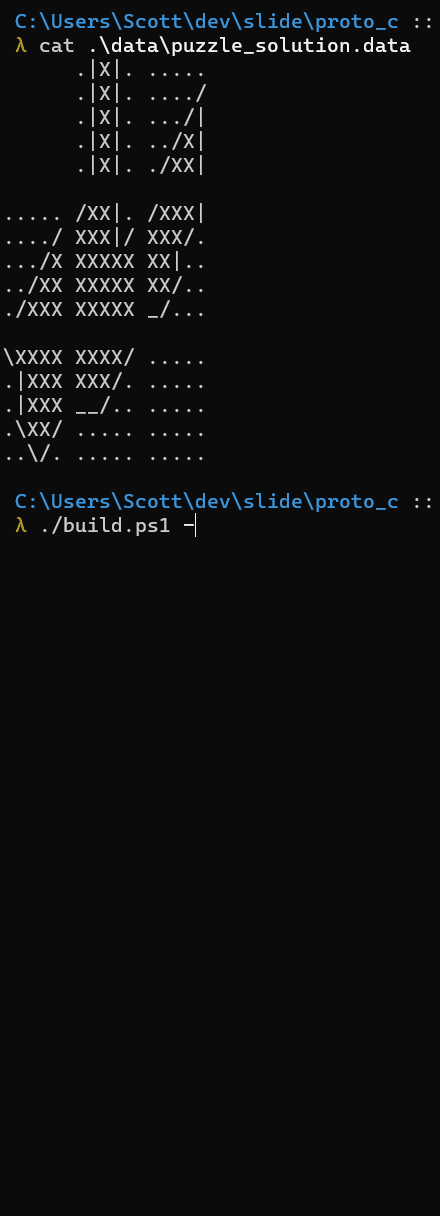 C:\Users\Scott\dev\slide\proto_c ::
λ cat .\data\puzzle_solution.data
      .|X|. .....
      .|X|. ..../
      .|X|. .../|
      .|X|. ../X|
      .|X|. ./XX|

..... /XX|. /XXX|
..../ XXX|/ XXX/.
.../X XXXXX XX|..
../XX XXXXX XX/..
./XXX XXXXX _/...

\XXXX XXXX/ .....
.|XXX XXX/. .....
.|XXX __/.. .....
.\XX/ ..... .....
..\/. ..... .....

C:\Users\Scott\dev\slide\proto_c ::
λ ./build.ps1 -